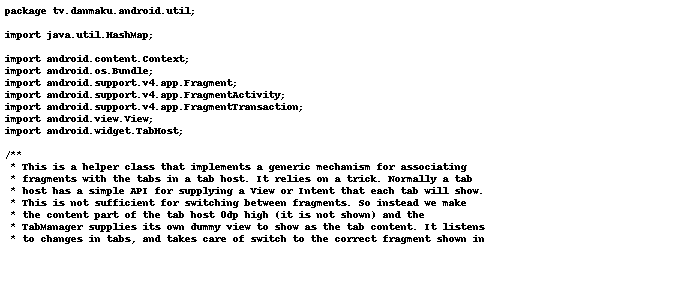 package tv.danmaku.android.util;
import java.util.HashMap;
import android.content.Context;
import android.os.Bundle;
import android.support.v4.app.Fragment;
import android.support.v4.app.FragmentActivity;
import android.support.v4.app.FragmentTransaction;
import android.view.View;
import android.widget.TabHost;
/**
* This is a helper class that implements a generic mechanism for associating
* fragments with the tabs in a tab host. It relies on a trick. Normally a tab
* host has a simple API for supplying a View or Intent that each tab will show.
* This is not sufficient for switching between fragments. So instead we make
* the content part of the tab host 0dp high (it is not shown) and the
* TabManager supplies its own dummy view to show as the tab content. It listens
* to changes in tabs, and takes care of switch to the correct fragment shown in